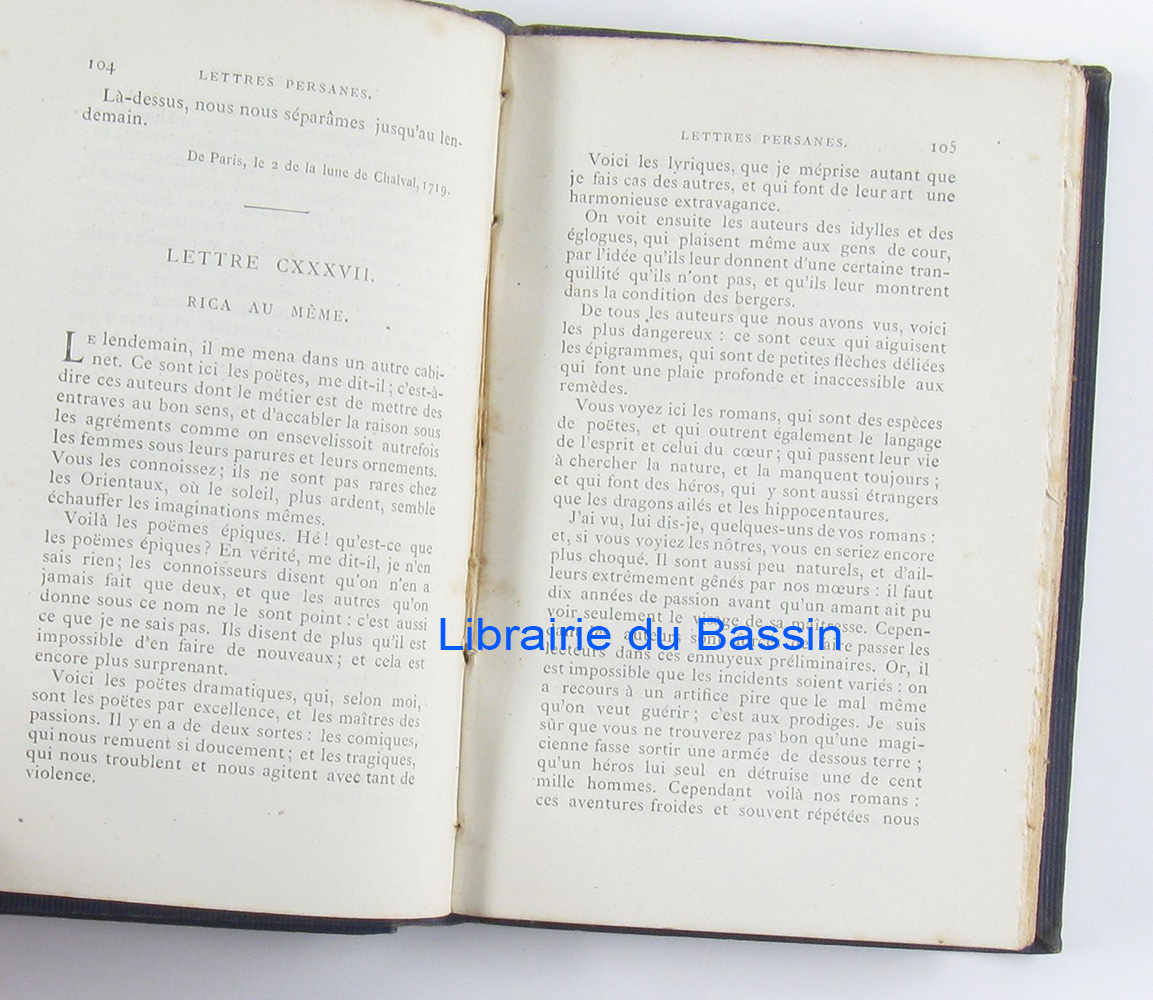 104
LETTRES PERSANES.
Là-dessus, nous nous séparâmes jusqu'au len-
demain.
De Paris, le 2 de la lune de Chalval, 1719.
LETTRE CXXXVII.
RICA AU MÊME.
LE lendemain, il me mena dans un autre cabi-
net. Ce sont ici les poëtes, me dit-il; c'est-à-
dire ces auteurs dont le métier est de mettre des
entraves au bon sens, et d'accabler la raison sous
les agréments comme on ensevelissoit autrefois
les femmes sous leurs parures et leurs ornements.
Vous les connoissez; ils ne sont pas rares chez
les Orientaux, où le soleil, plus ardent, semble
échauffer les imaginations mêmes.
Voilà les poëmes épiques. Hé! qu'est-ce que
les poëmes épiques? En vérité, me dit-il, je n'en
sais rien; les connoisseurs disent qu'on n'en a
jamais fait que deux, et que les autres qu'on
donne sous ce nom ne le sont point: c'est aussi
ce que je ne sais pas. Ils disent de plus qu'il est
impossible d'en faire de nouveaux; et cela est
encore plus surprenant.
Voici les poëtes dramatiques, qui, selon moi,
sont les poëtes par excellence, et les maîtres des
passions. Il y en a de deux sortes: les comiques,
qui nous remuent si doucement; et les tragiques,
qui nous troublent et nous agitent avec tant de
violence.
LETTRES PERSANES.
105
Voici les lyriques, que je méprise autant que
je fais cas des autres, et qui font de leur art une
harmonieuse extravagance.
On voit ensuite les auteurs des idylles et des
églogues, qui plaisent même aux gens de cour,
par l'idée qu'ils leur donnent d'une certaine tran-
quillité qu'ils n'ont pas, et qu'ils leur montrent
dans la condition des bergers.
De tous les auteurs que nous avons vus, voici
les plus dangereux : ce sont ceux qui aiguisent
les épigrammes, qui sont de petites flèches déliées
qui font une plaie profonde et inaccessible aux
remèdes.
Vous voyez ici les romans, qui sont des espèces
de poëtes, et qui outrent également le langage
de l'esprit et celui du cœur; qui passent leur vie
à chercher la nature, et la manquent toujours ;
et qui font des héros, qui y sont aussi étrangers
que les dragons ailés et les hippocentaures.
J'ai vu, lui dis-je, quelques-uns de vos romans :
et, si vous voyiez les nôtres, vous en seriez encore
plus choqué. Il sont aussi peu naturels, et d'ail-
leurs extrêmement gênés par nos mœurs : il faut
dix années de passion avant qu'un amant ait pu
voir seulement le visage de sa maîtresse. Cepen-
auteurs faire passer les
lecteurs dans ces ennuyeux préliminaires. Or, il
est impossible que les incidents soient variés : on
a recours à un artifice pire que le mal même
qu'on veut guérir ; c'est aux prodiges. Je suis
sûr que vous ne trouverez pas bon qu'une magi-
cienne fasse sortir une armée de dessous terre ;
qu'un héros lui seul en détruise une de cent
mille hommes. Cependant voilà nos romans :
ces aventures froides et souvent répétées nous
Librairie du Bassin